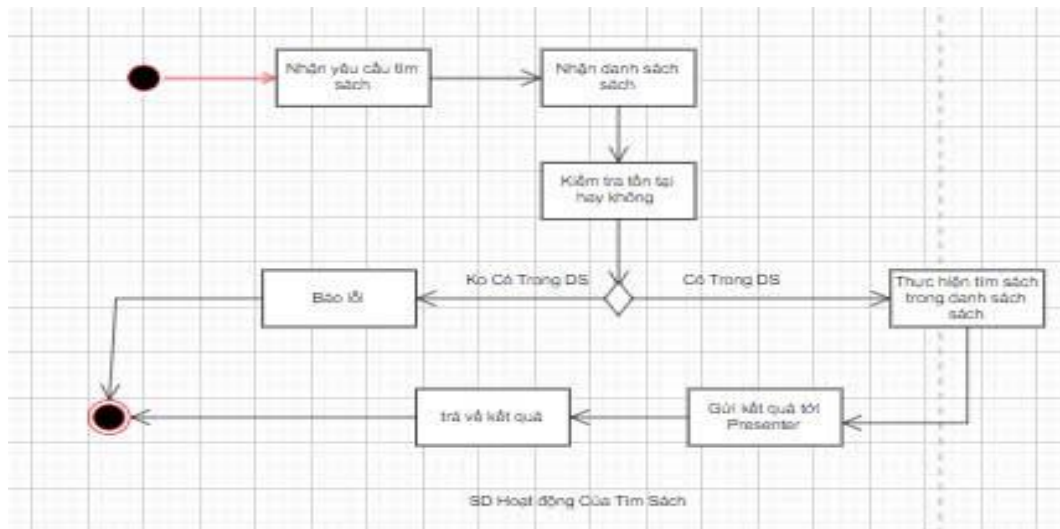 Nhận yêu cầu tìm
sách
Nhận danh sách
sách
Kiểm tra tồn tại
hay không
Ko Có Trong DS
Có Trong DS
Báo lỗi
Thực hiện tìm sách
trong danh sách
sách
trả về kết quả
Gửi kết quả tới
Presenter
SD Hoạt động Của Tìm Sách